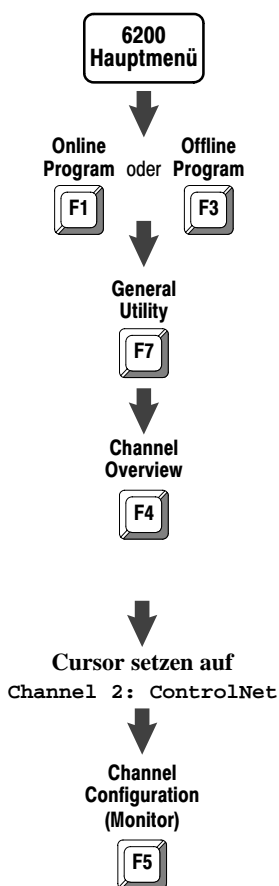 6200
Hauptmenü
Online Program oder Offline Program
F1 F3
General
Utility
F7
Channel
Overview
F4
Cursor setzen auf
Channel 2: ControlNet
Channel
Configuration
(Monitor)
F5